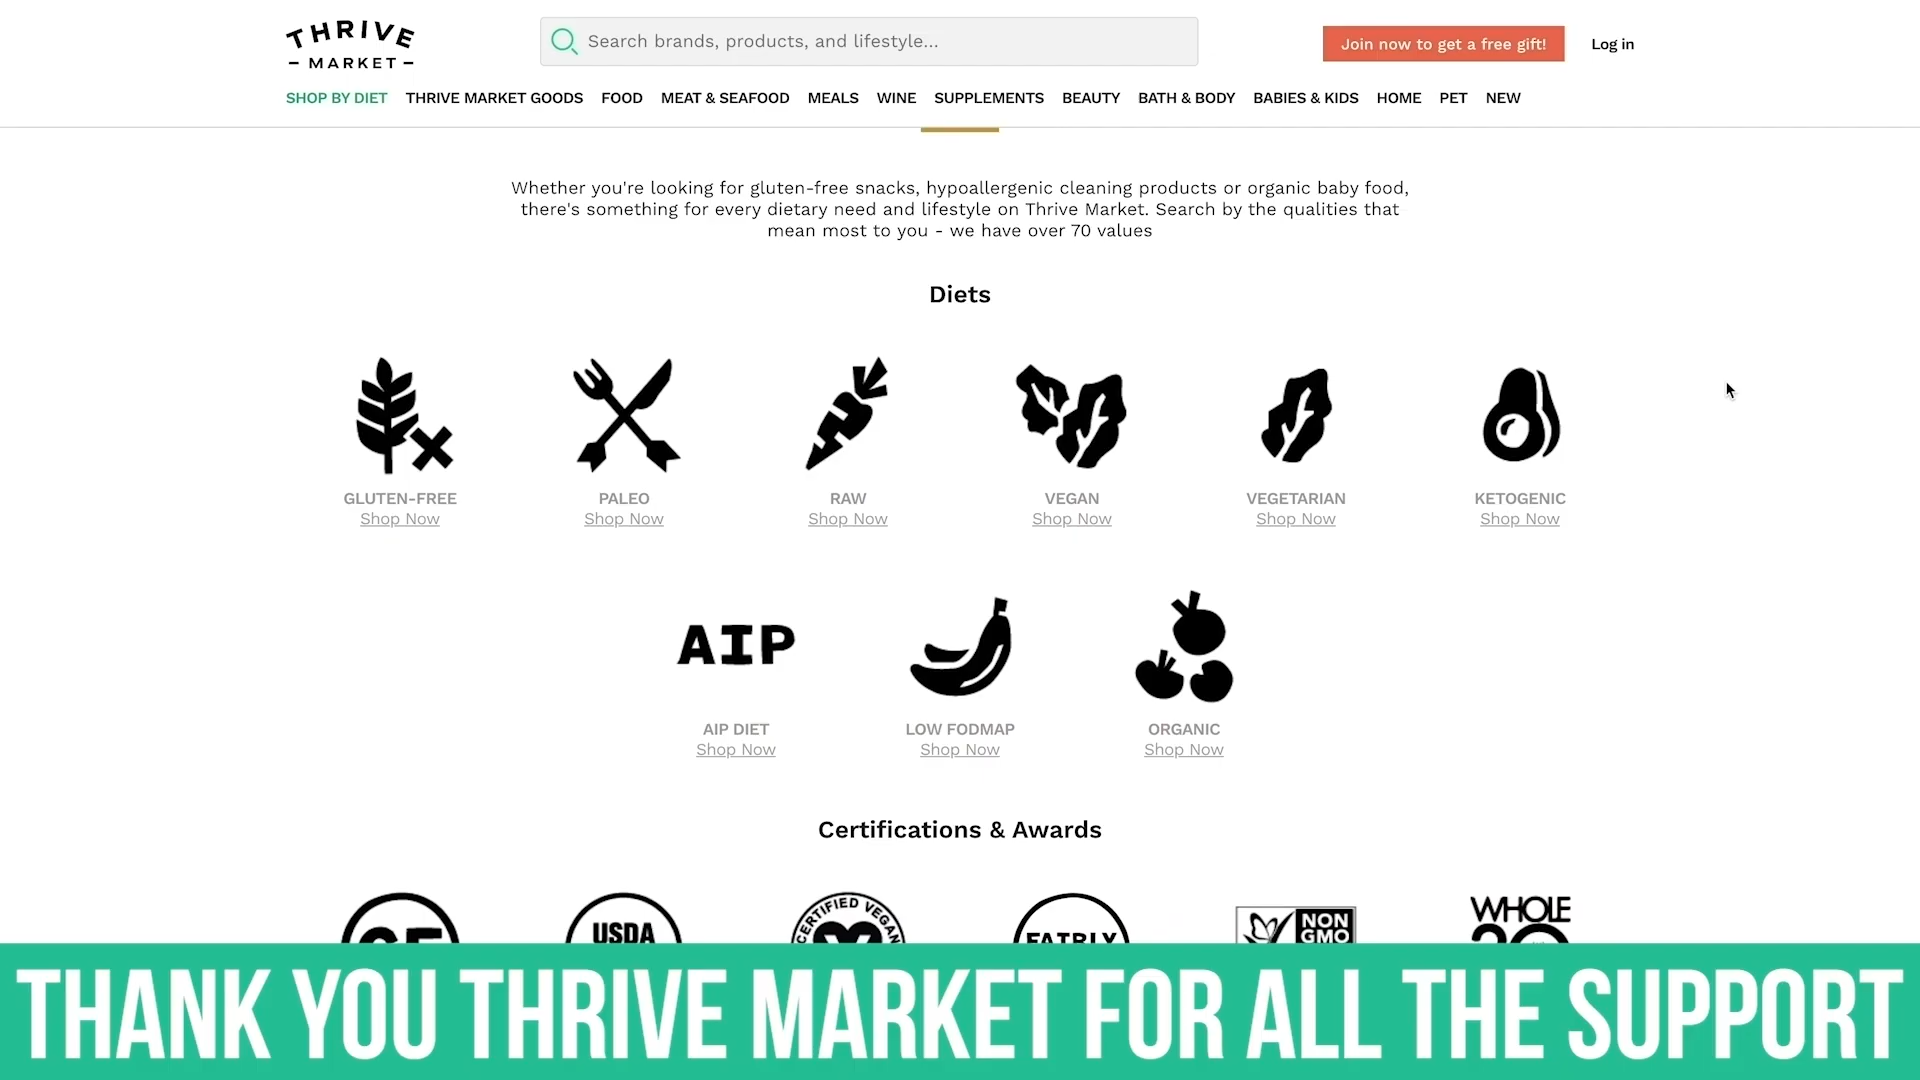 THRIVE
MARKET
Search brands, products, and lifestyle...
Join now to get a free gift!
Log in
SHOP BY DIET THRIVE MARKET GOODS FOOD MEAT & SEAFOOD MEALS WINE SUPPLEMENTS BEAUTY BATH & BODY BABIES & KIDS HOME PET NEW
Whether you're looking for gluten-free snacks, hypoallergenic cleaning products or organic baby food,
there's something for every dietary need and lifestyle on Thrive Market. Search by the qualities that
mean most to you - we have over 70 values
Diets
GLUTEN-FREE PALEO RAW VEGAN VEGETARIAN KETOGENIC
Shop Now Shop Now Shop Now Shop Now Shop Now Shop Now
AIP
AIP DIET LOW FODMAP ORGANIC
Shop Now Shop Now Shop Now
Certifications & Awards
USDA
CERTIFIED VEGAN
FAIRLY
NON
GMO
WHOLE
THANK YOU THRIVE MARKET FOR ALL THE SUPPORT